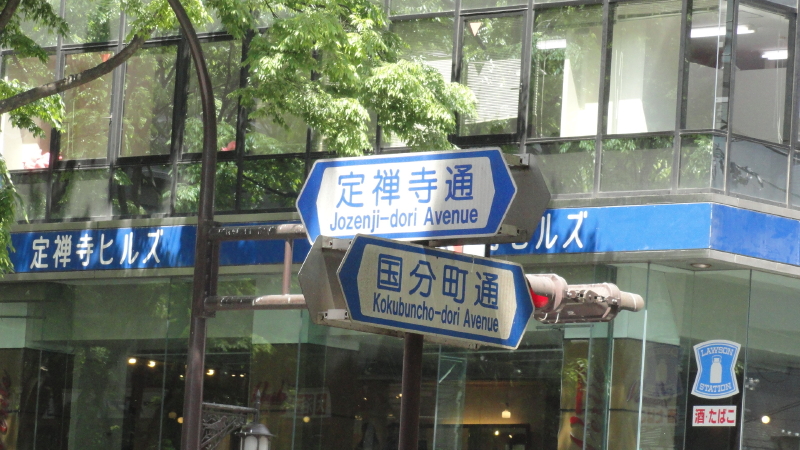 定禅寺通
Jozenji-dori Avenue
国分町通
Kokubuncho-dori Avenue
定禅寺ヒルズ
ヒルズ
LAWSON
STATION
酒・たばこ